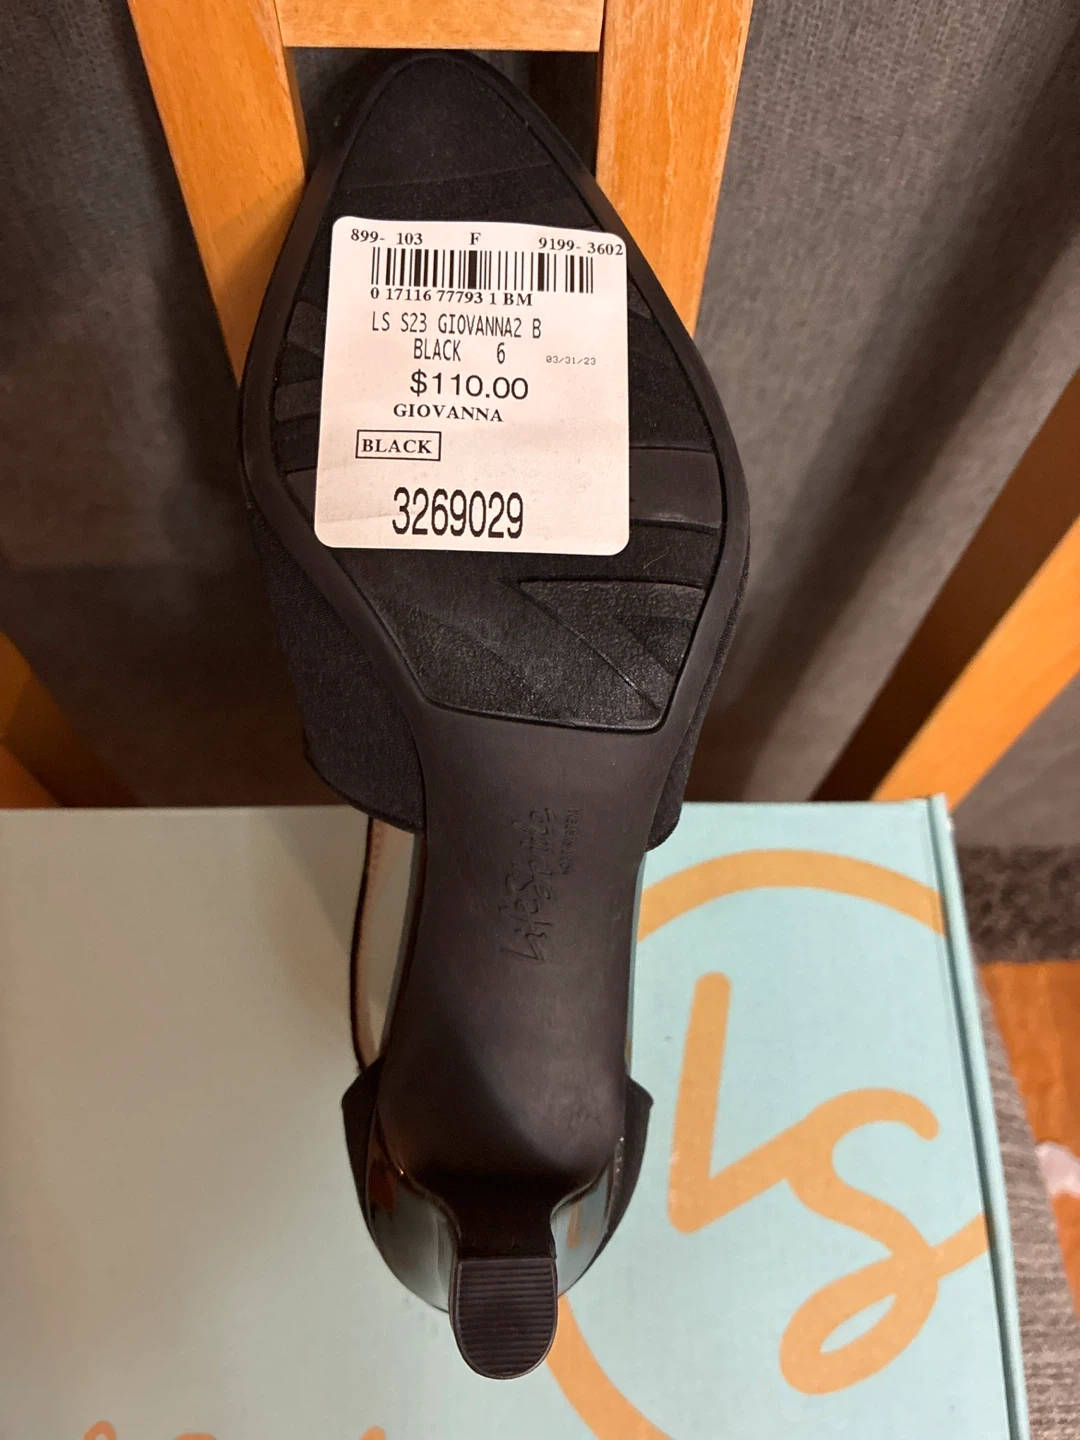 899- 103 F 9199- 3602
0 17116 77793 1 BM
LS S23 GIOVANNA2 B
BLACK 6 03/31/23
$110.00
GIOVANNA
BLACK
3269029
LifeStride
LS